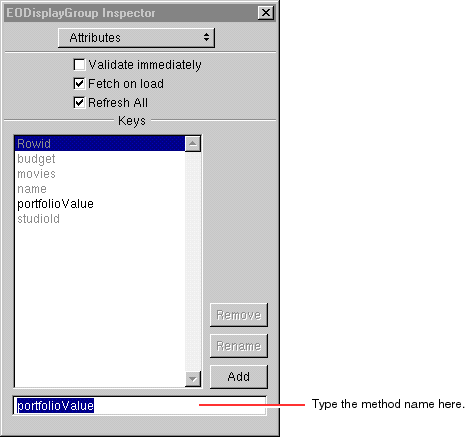 EODisplayGroup Inspector
Attributes
Validate immediately
Fetch on load
Refresh All
Keys
Rowid
budget
movies
name
portfolioValue
studioId
Remove
Rename
Add
portfolioValue
Type the method name here.